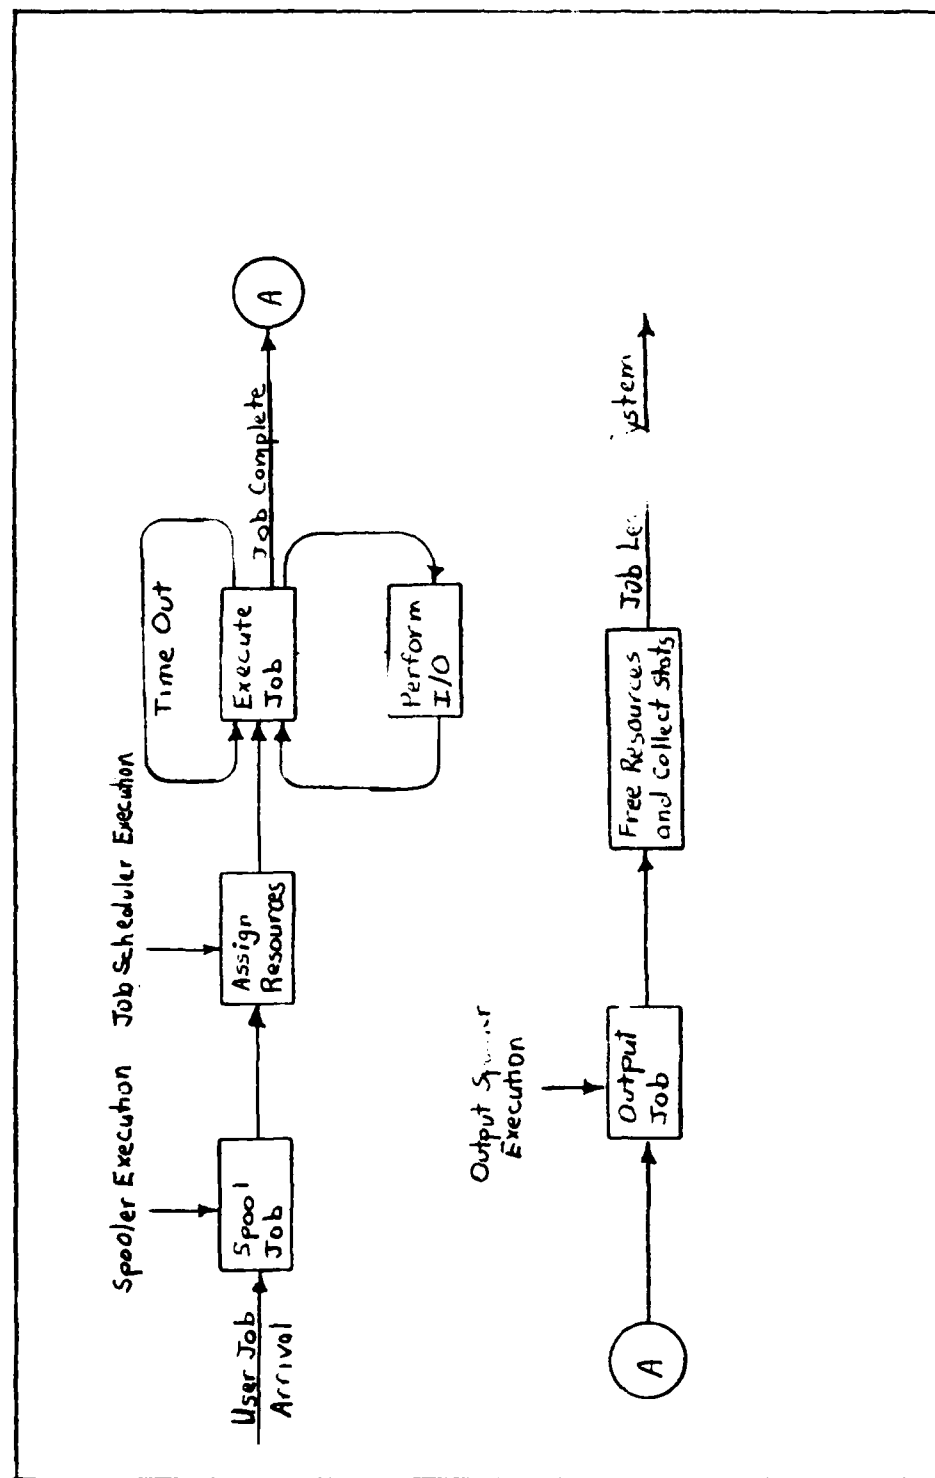 Spooler Execution
Job Scheduler Execution
Time Out
User Job
Arrival
Spool
Job
Assign
Resources
Execute
Job
Job Complete
A
Perform
I/O
Output
Execution
A
Output
Job
Free Resources
and Collect Stats
Job